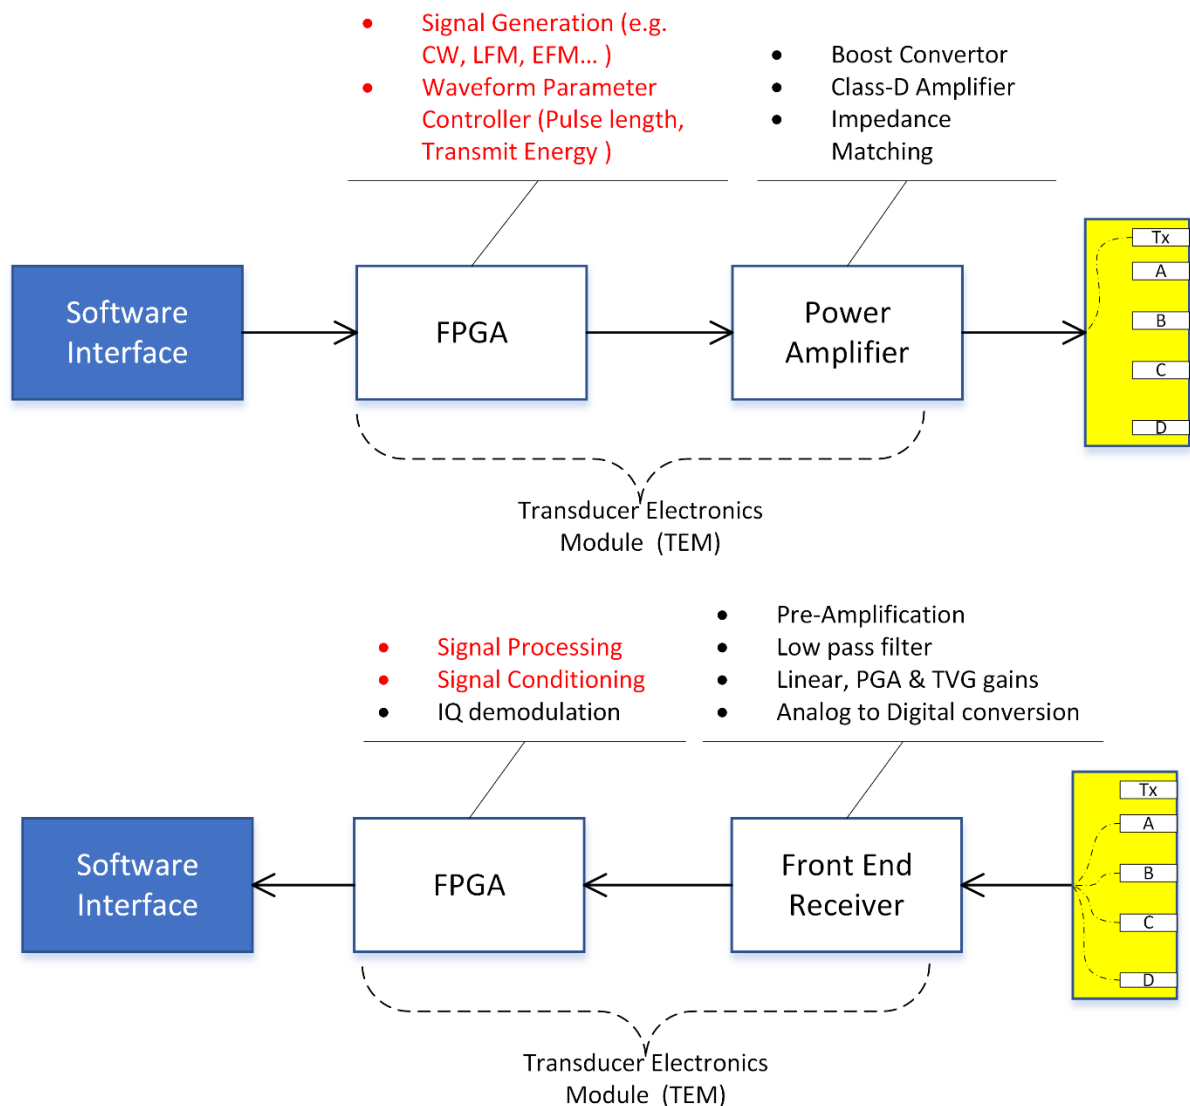 • Signal Generation (e.g.
CW, LFM, EFM... )
• Waveform Parameter
Controller (Pulse length,
Transmit Energy )
• Boost Convertor
• Class-D Amplifier
• Impedance
Matching
Software
Interface
FPGA
Power
Amplifier
Tx
A
B
C
D
Transducer Electronics
Module (TEM)
• Signal Processing
• Signal Conditioning
• IQ demodulation
• Pre-Amplification
• Low pass filter
• Linear, PGA & TVG gains
• Analog to Digital conversion
Software
Interface
FPGA
Front End
Receiver
Tx
A
B
C
D
Transducer Electronics
Module (TEM)